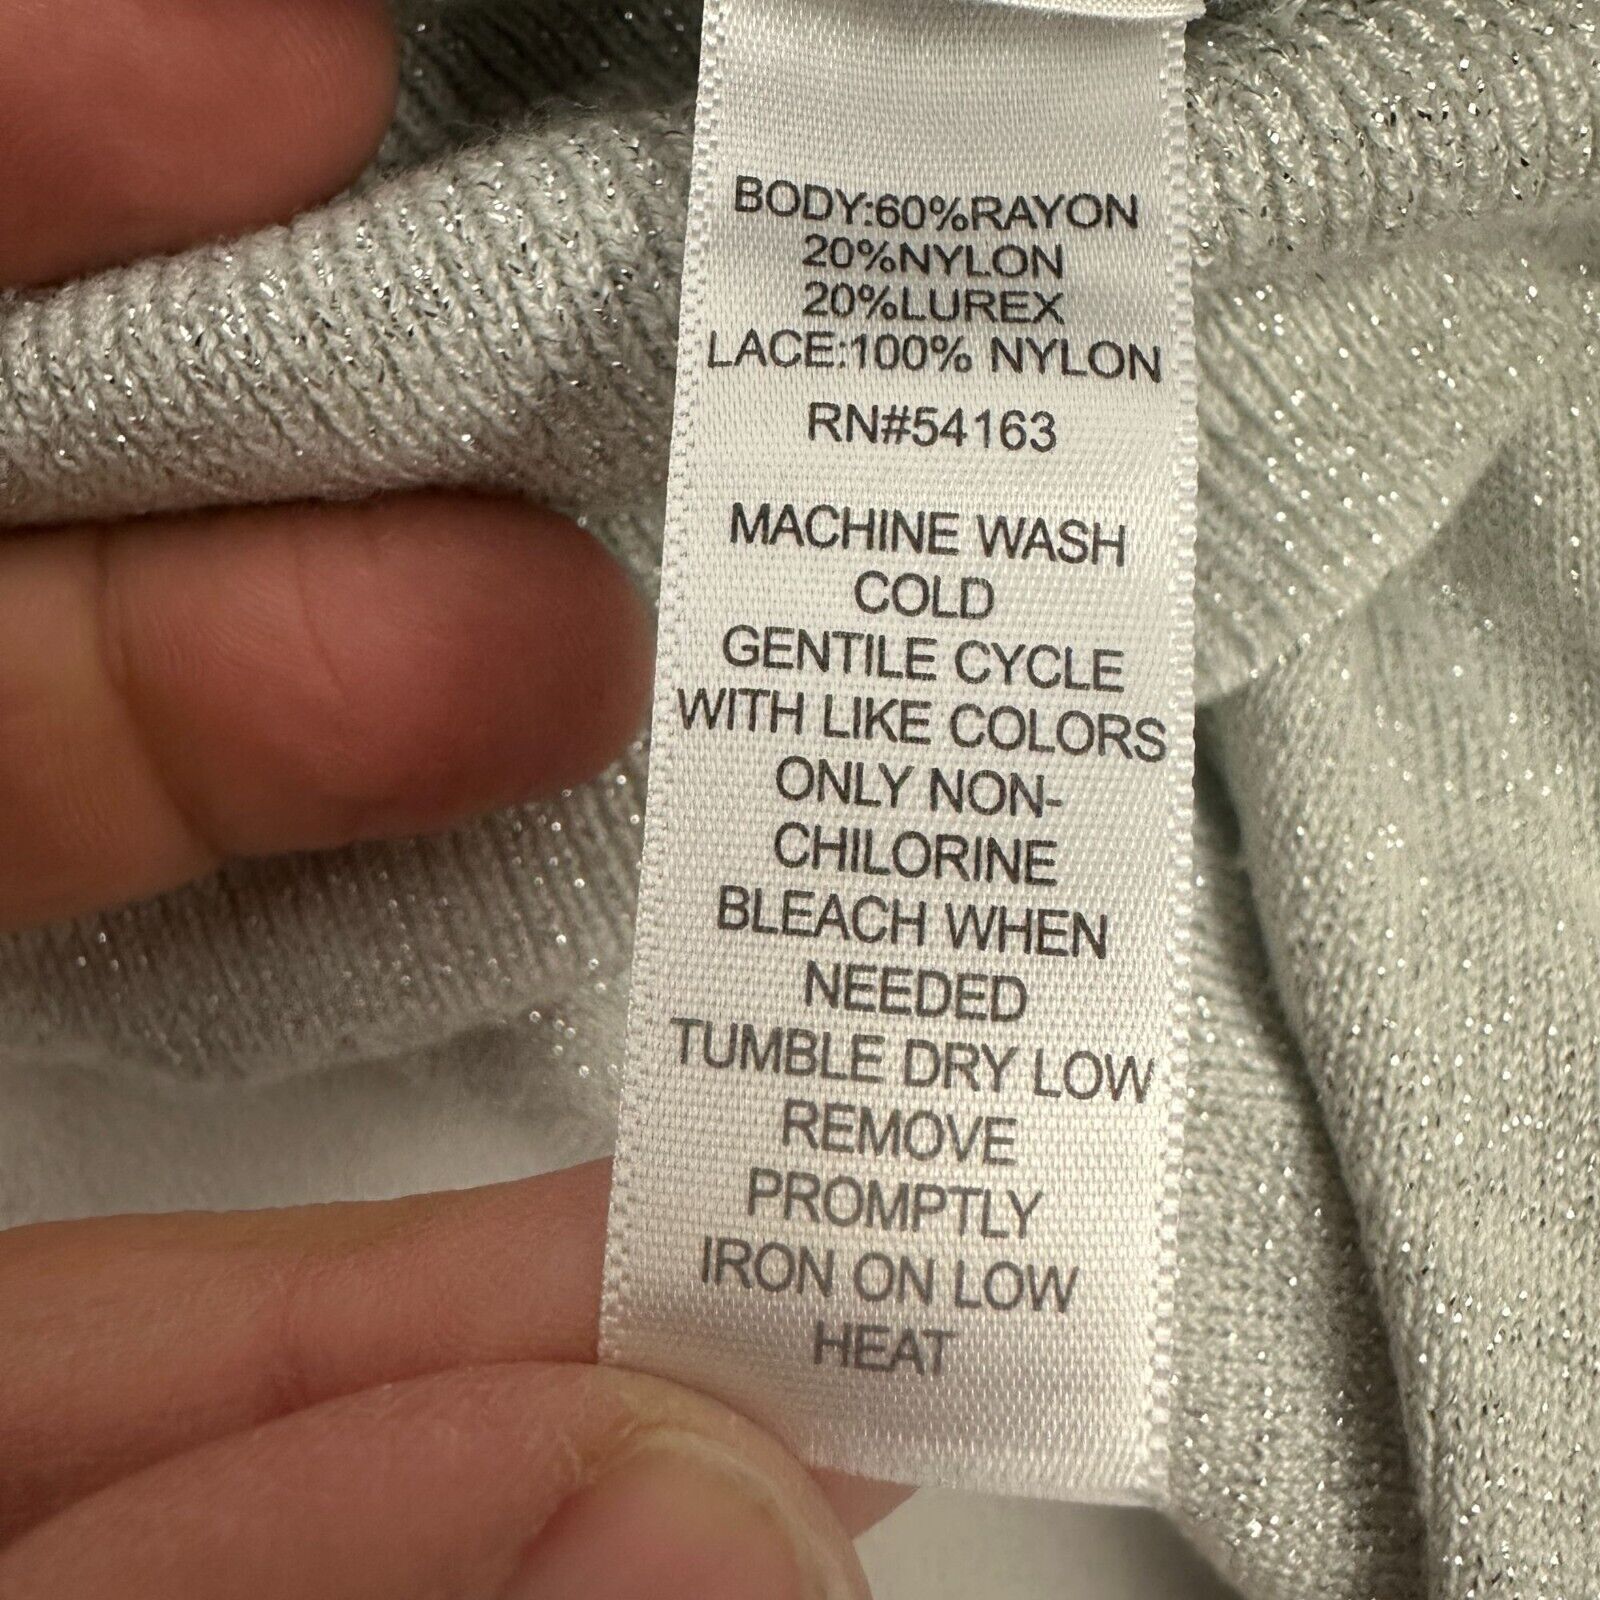 BODY:60%RAYON
20%NYLON
20%LUREX
LACE:100% NYLON
RN#54163
MACHINE WASH
COLD
GENTILE CYCLE
WITH LIKE COLORS
ONLY NON-
CHILORINE
BLEACH WHEN
NEEDED
TUMBLE DRY LOW
REMOVE
PROMPTLY
IRON ON LOW
HEAT